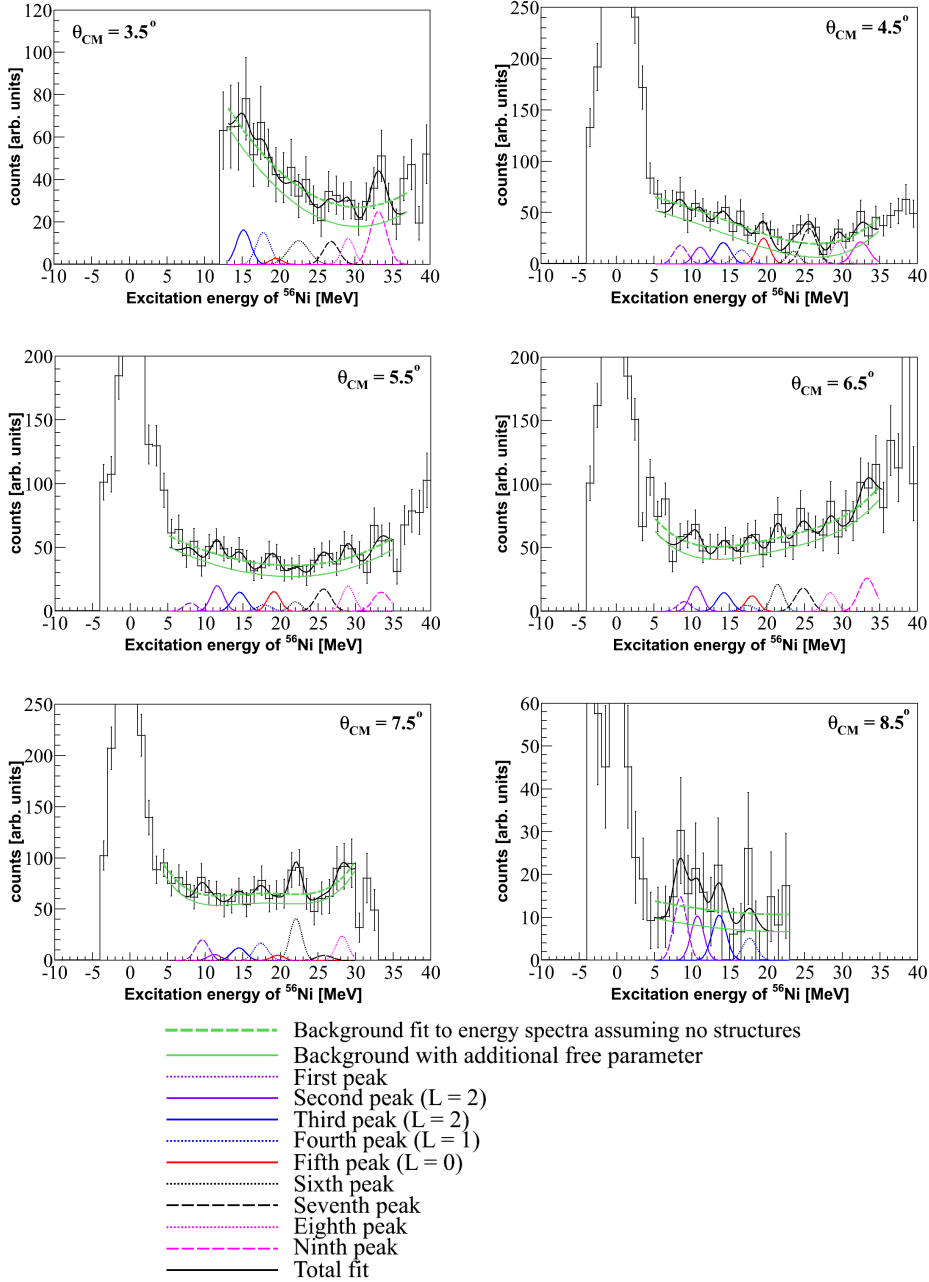 θCM = 3.5°
counts [arb. units]
120
100
80
60
40
20
0
0 5 10 15 20 25 30 35 40
Excitation energy of 56Ni [MeV]
θCM = 4.5°
counts [arb. units]
250
200
150
100
50
0
-10 -5 0 5 10 15 20 25 30 35 40
Excitation energy of 56Ni [MeV]
θCM = 5.5°
counts [arb. units]
200
150
100
50
0
-10 -5 0 5 10 15 20 25 30 35 40
Excitation energy of 56Ni [MeV]
θCM = 6.5°
counts [arb. units]
200
150
100
50
0
-10 -5 0 5 10 15 20 25 30 35 40
Excitation energy of 56Ni [MeV]
θCM = 7.5°
counts [arb. units]
250
200
150
100
50
0
-10 -5 0 5 10 15 20 25 30 35 40
Excitation energy of 56Ni [MeV]
θCM = 8.5°
counts [arb. units]
60
50
40
30
20
10
0
-10 -5 0 5 10 15 20 25 30 35 40
Excitation energy of 56Ni [MeV]
Background fit to energy spectra assuming no structures
Background with additional free parameter
First peak
Second peak (L = 2)
Third peak (L = 2)
Fourth peak (L = 1)
Fifth peak (L = 0)
Sixth peak
Seventh peak
Eighth peak
Ninth peak
Total fit